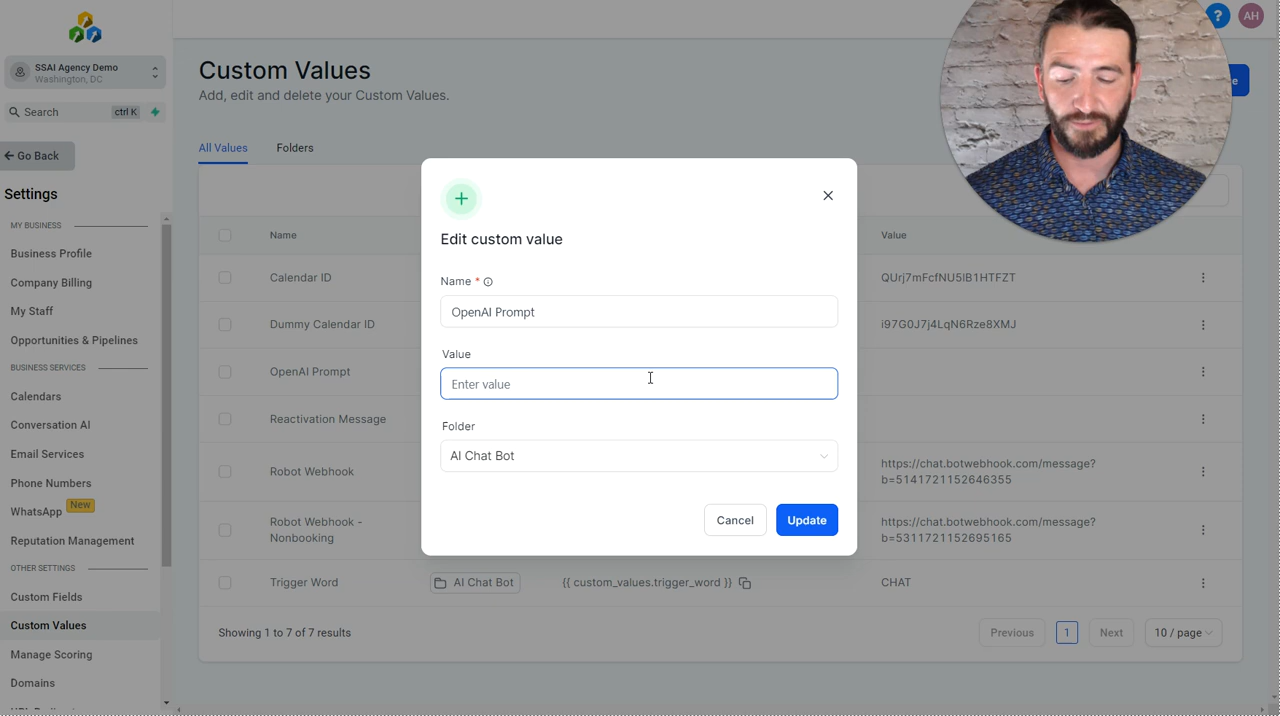 SSAI Agency Demo
Washington, DC
Search
ctrl K
Go Back
Settings
MY BUSINESS
Business Profile
Company Billing
My Staff
Opportunities & Pipelines
BUSINESS SERVICES
Calendars
Conversation AI
Email Services
Phone Numbers
WhatsApp New
Reputation Management
OTHER SETTINGS
Custom Fields
Custom Values
Manage Scoring
Domains
?
AH
Custom Values
Add, edit and delete your Custom Values.
All Values
Folders
Name
Value
Calendar ID
QUrj7mFcfNU5IB1HTFZT
Dummy Calendar ID
i97G0J7j4LqN6Rze8XMJ
OpenAI Prompt
Reactivation Message
Robot Webhook
https://chat.botwebhook.com/message?
b=5141721152646355
Robot Webhook -
Nonbooking
https://chat.botwebhook.com/message?
b=5311721152695165
Trigger Word
AI Chat Bot
{{ custom_values.trigger_word }}
CHAT
Showing 1 to 7 of 7 results
Previous
1
Next
10 / page
Edit custom value
Name *
OpenAI Prompt
Value
Enter value
Folder
AI Chat Bot
Cancel
Update